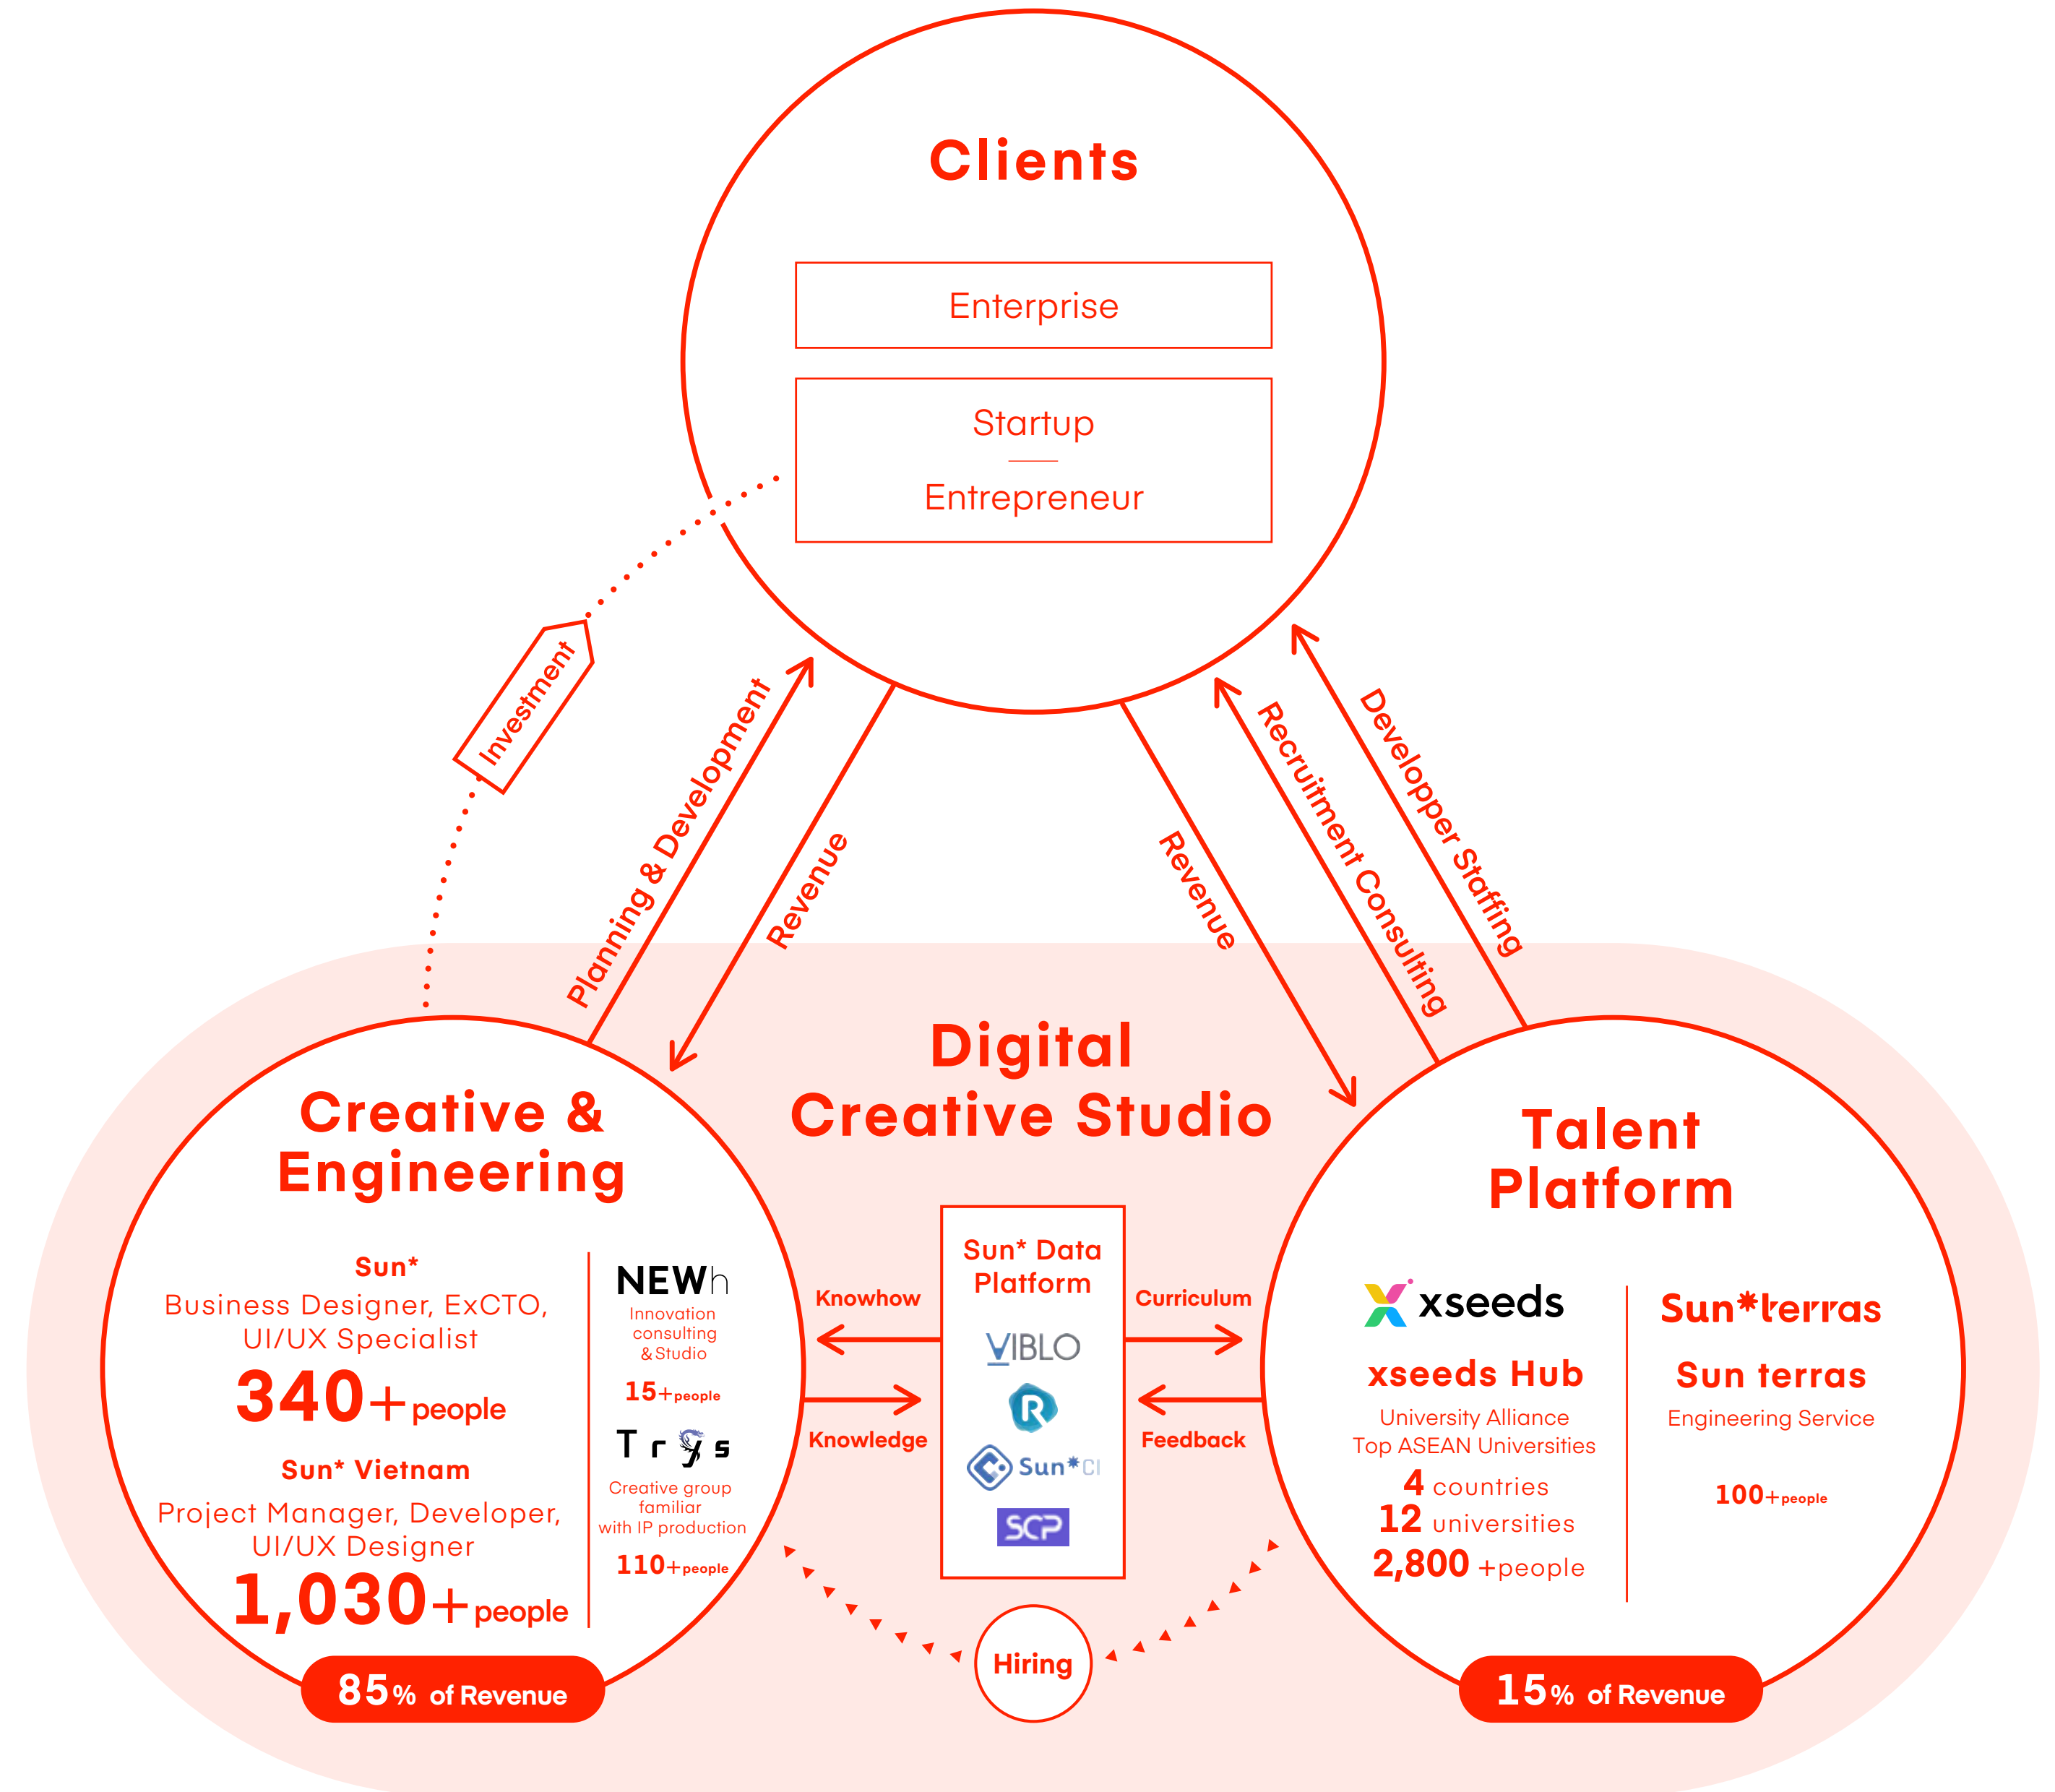 Clients
Enterprise
Startup
Entrepreneur
Investment
Planning & Development
Revenue
Revenue
Recruitment Consulting
Developper Staffing
Digital
Creative Studio
Creative &
Engineering
Sun*
Business Designer, ExCTO,
UI/UX Specialist
340+people
Sun* Vietnam
Project Manager, Developer,
UI/UX Designer
1,030+people
NEWh
Innovation
consulting
&Studio
15+people
Trys
Creative group
familiar
with IP production
110+people
85% of Revenue
Knowhow
Knowledge
Sun* Data
Platform
VIBLO
R
Sun*CI
SCP
Curriculum
Feedback
Hiring
Talent
Platform
xseeds
xseeds Hub
University Alliance
Top ASEAN Universities
4 countries
12 universities
2,800 +people
Sun*terras
Sun terras
Engineering Service
100+people
15% of Revenue